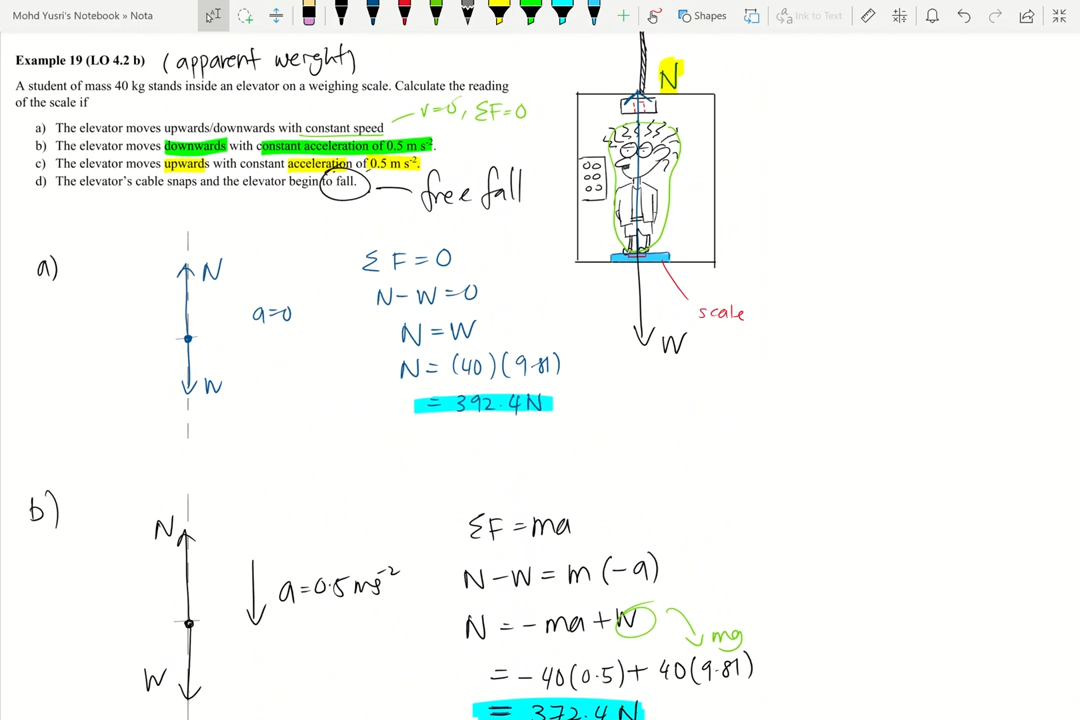 Mohd Yusri's Notebook » Nota
Shapes
Ink to Text
Example 19 (LO 4.2 b) (apparent weight)
A student of mass 40 kg stands inside an elevator on a weighing scale. Calculate the reading
of the scale if
a) The elevator moves upwards/downwards with constant speed
b) The elevator moves downwards with constant acceleration of 0.5 m s⁻².
c) The elevator moves upwards with constant acceleration of 0.5 m s⁻².
d) The elevator's cable snaps and the elevator begin to fall.
ΣF=0
free fall
N
scale
W
a)
N
W
a=0
ΣF=0
N-W=0
N=W
N=(40)(9.81)
= 392.4N
b)
N
W
a=0.5ms⁻²
ΣF=ma
N-W=m(-a)
N=-ma+W
mg
=-40(0.5)+40(9.81)
= 372.4 N